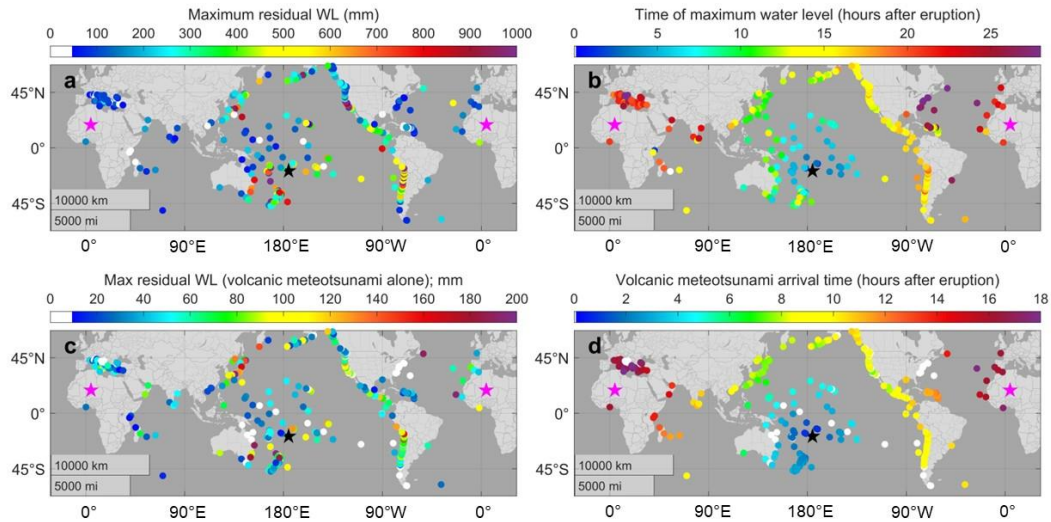 Maximum residual WL (mm)
0 100 200 300 400 500 600 700 800 900 1000
a
45°N
0°
45°S
10000 km
5000 mi
0° 90°E 180°E 90°W 0°
Time of maximum water level (hours after eruption)
0 5 10 15 20 25
b
45°N
0°
45°S
10000 km
5000 mi
0° 90°E 180°E 90°W 0°
Max residual WL (volcanic meteotsunami alone); mm
0 20 40 60 80 100 120 140 160 180 200
c
45°N
0°
45°S
10000 km
5000 mi
0° 90°E 180°E 90°W 0°
Volcanic meteotsunami arrival time (hours after eruption)
0 2 4 6 8 10 12 14 16 18
d
45°N
0°
45°S
10000 km
5000 mi
0° 90°E 180°E 90°W 0°